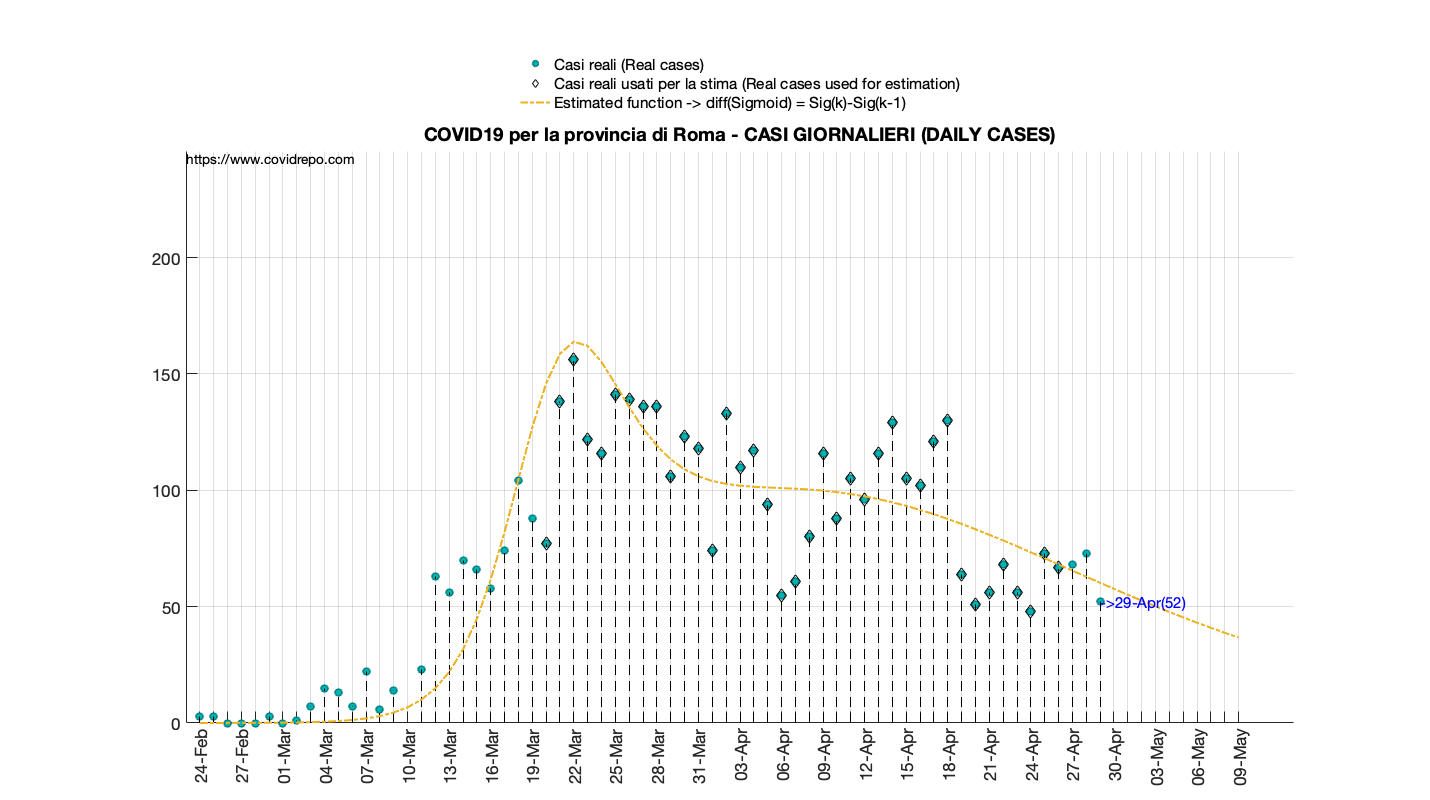 Casi reali (Real cases)
Casi reali usati per la stima (Real cases used for estimation)
Estimated function -> diff(Sigmoid) = Sig(k)-Sig(k-1)
COVID19 per la provincia di Roma - CASI GIORNALIERI (DAILY CASES)
https://www.covidrepo.com
200
150
100
50
0
->29-Apr(52)
24-Feb
27-Feb
01-Mar
04-Mar
07-Mar
10-Mar
13-Mar
16-Mar
19-Mar
22-Mar
25-Mar
28-Mar
31-Mar
03-Apr
06-Apr
09-Apr
12-Apr
15-Apr
18-Apr
21-Apr
24-Apr
27-Apr
30-Apr
03-May
06-May
09-May